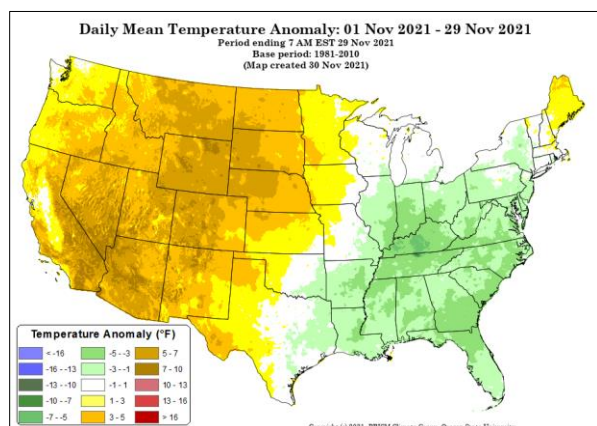 Daily Mean Temperature Anomaly: 01 Nov 2021 - 29 Nov 2021
Period ending 7 AM EST 29 Nov 2021
Base period: 1981-2010
(Map created 30 Nov 2021)
Temperature Anomaly (°F)
< -16
-16 - -13
-13 - -10
-10 - -7
-7 - -5
-5 - -3
-3 - -1
-1 - 1
1 - 3
3 - 5
5 - 7
7 - 10
10 - 13
13 - 16
> 16